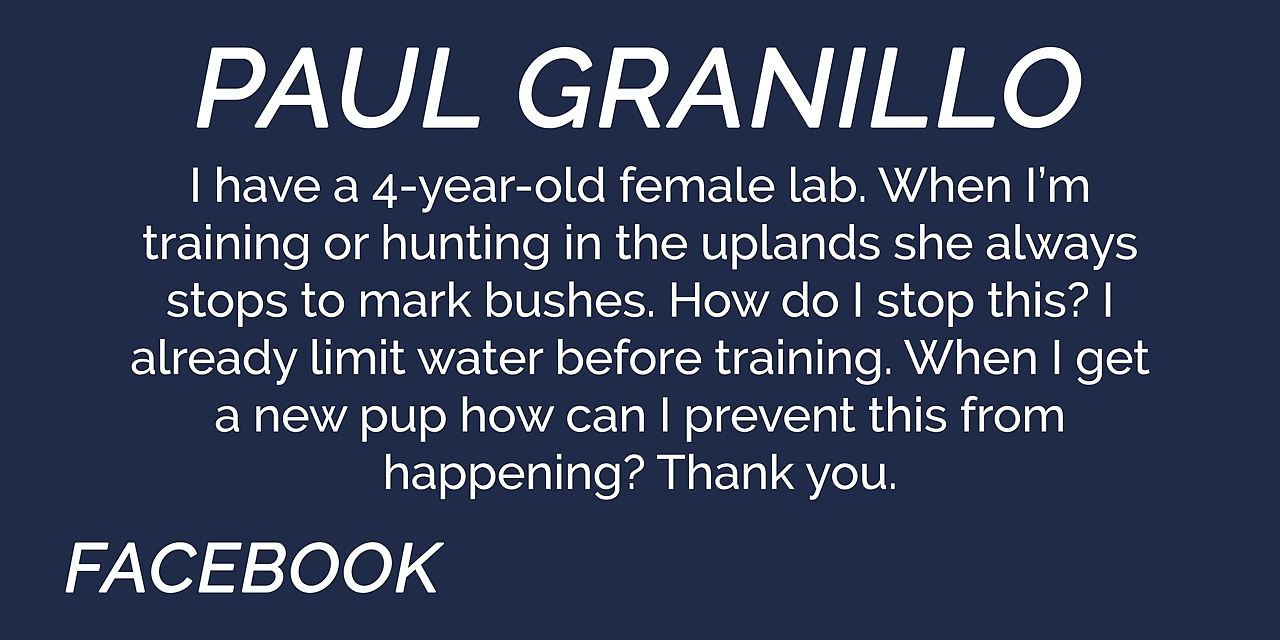 PAUL GRANILLO
I have a 4-year-old female lab. When I’m
training or hunting in the uplands she always
stops to mark bushes. How do I stop this? I
already limit water before training. When I get
a new pup how can I prevent this from
happening? Thank you.
FACEBOOK